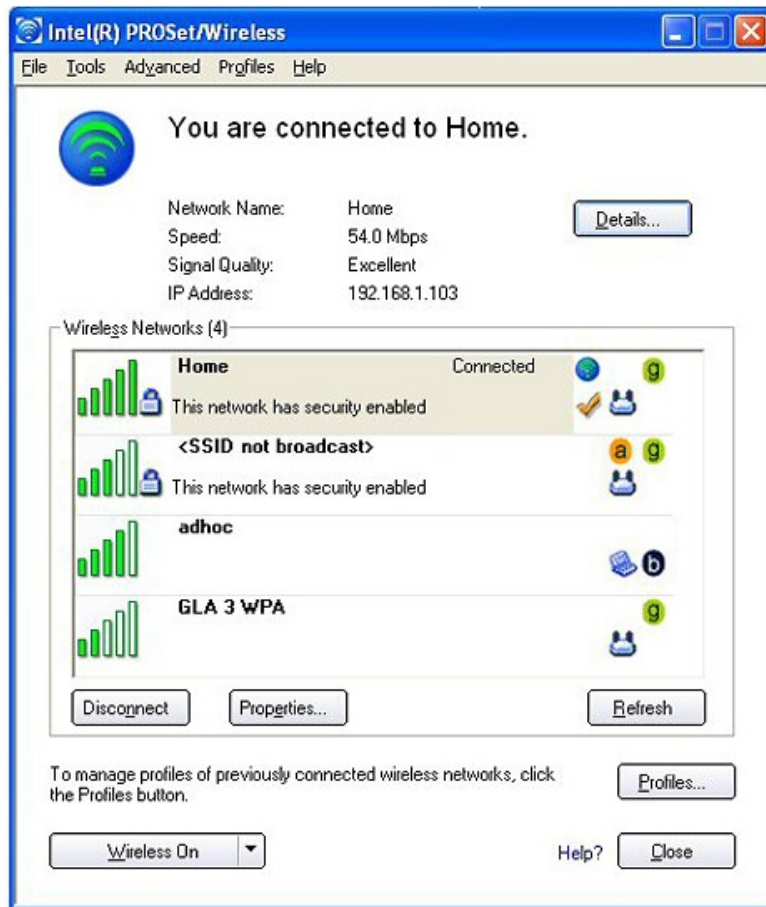 Intel(R) PROSet/Wireless
File Tools Advanced Profiles Help
You are connected to Home.
Network Name: Home
Details...
Speed: 54.0 Mbps
Signal Quality: Excellent
IP Address: 192.168.1.103
Wireless Networks (4)
Home Connected
g
This network has security enabled
<SSID not broadcast>
a g
This network has security enabled
adhoc
b
GLA 3 WPA
g
Disconnect Properties... Refresh
To manage profiles of previously connected wireless networks, click
the Profiles button.
Profiles...
Wireless On Help? Close